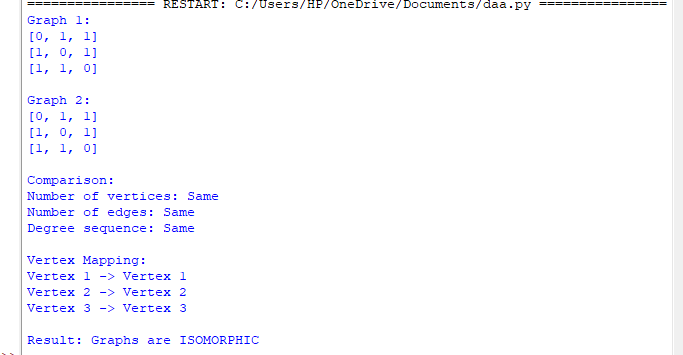 ================ RESTART: C:/Users/HP/OneDrive/Documents/daa.py ================
Graph 1:
[0, 1, 1]
[1, 0, 1]
[1, 1, 0]
Graph 2:
[0, 1, 1]
[1, 0, 1]
[1, 1, 0]
Comparison:
Number of vertices: Same
Number of edges: Same
Degree sequence: Same
Vertex Mapping:
Vertex 1 -> Vertex 1
Vertex 2 -> Vertex 2
Vertex 3 -> Vertex 3
Result: Graphs are ISOMORPHIC